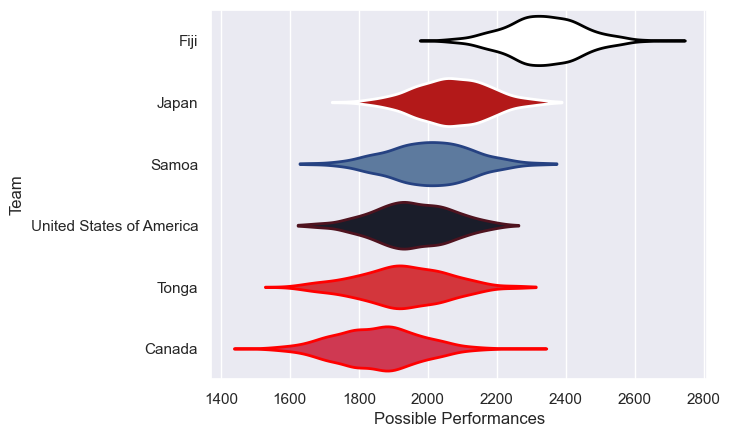 Fiji
Japan
Samoa
United States of America
Tonga
Canada
Team
1400 1600 1800 2000 2200 2400 2600 2800
Possible Performances